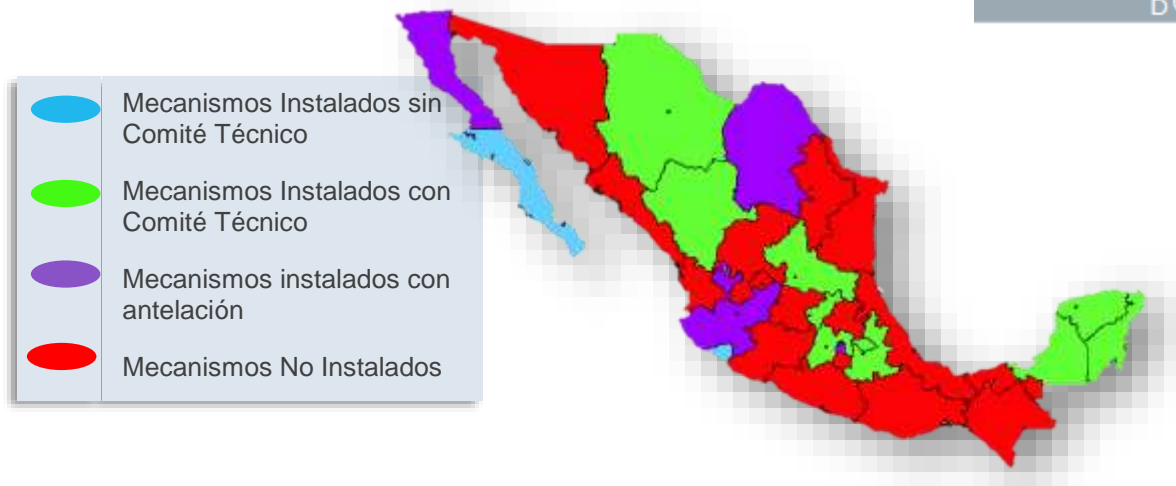 Mecanismos Instalados sin
Comité Técnico
Mecanismos Instalados con
Comité Técnico
Mecanismos instalados con
antelación
Mecanismos No Instalados